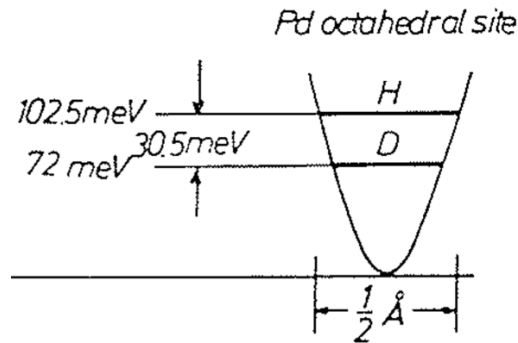 Pd octahedral site
H
102.5meV
30.5meV
D
72 meV
1/2 Å